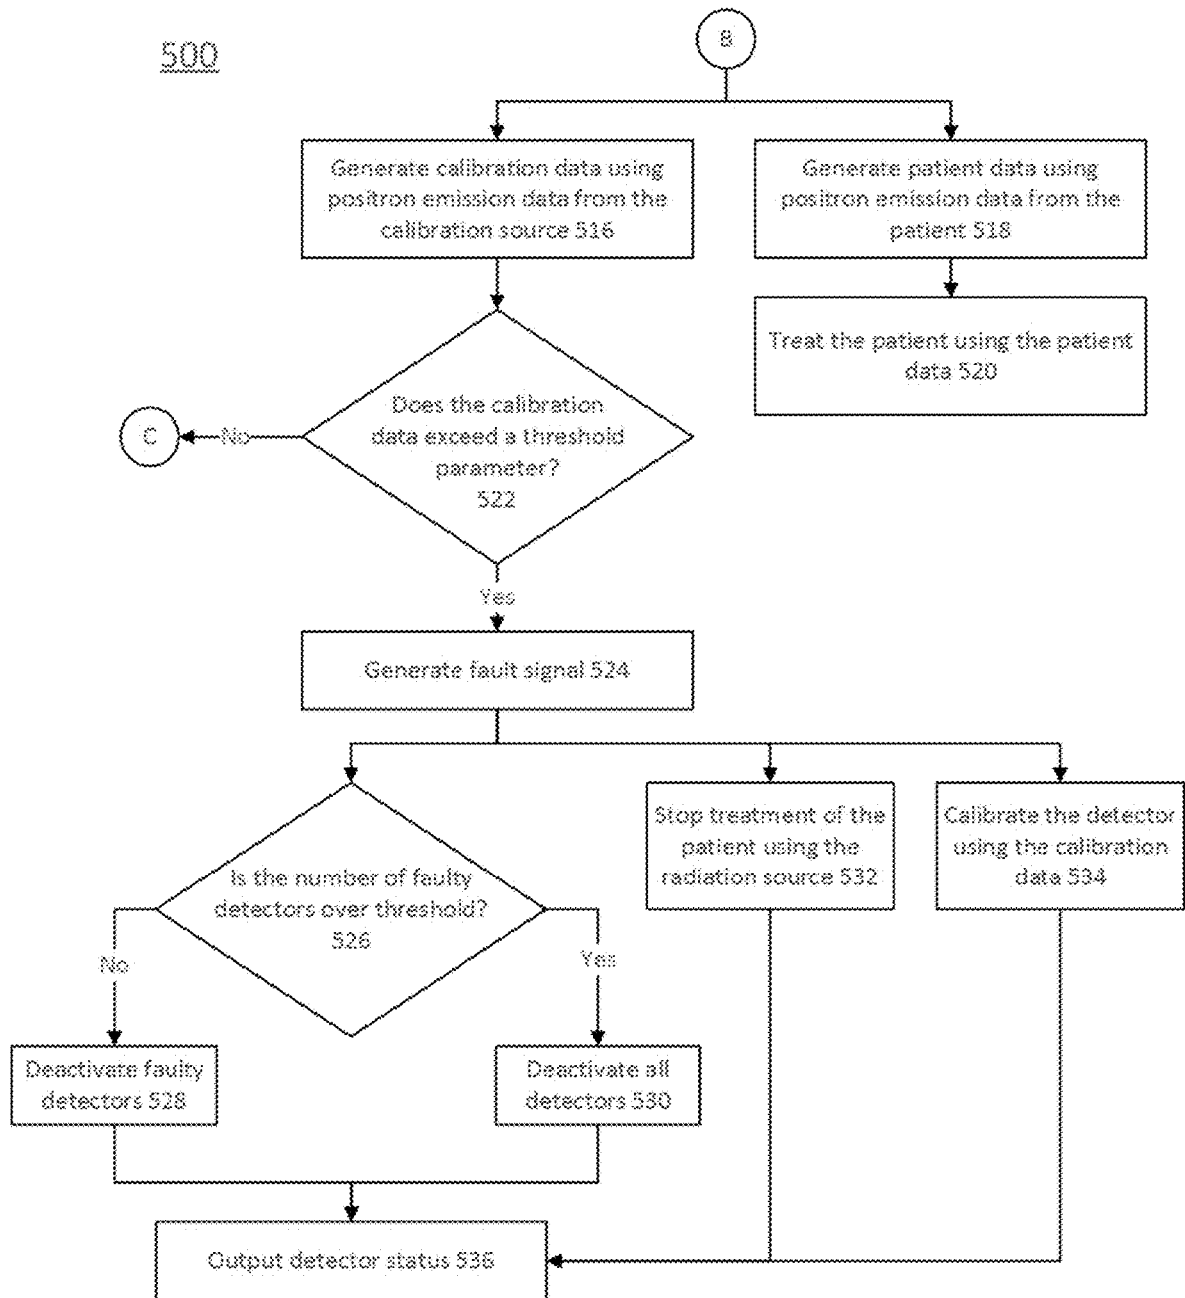 500
B
Generate calibration data using
positron emission data from the
calibration source 516
Generate patient data using
positron emission data from the
patient 518
Treat the patient using the patient
data 520
Does the calibration
data exceed a threshold
parameter?
522
No
C
Yes
Generate fault signal 524
Is the number of faulty
detectors over threshold?
526
Stop treatment of the
patient using the
radiation source 532
Calibrate the detector
using the calibration
data 534
No
Yes
Deactivate faulty
detectors 528
Deactivate all
detectors 530
Output detector status 536